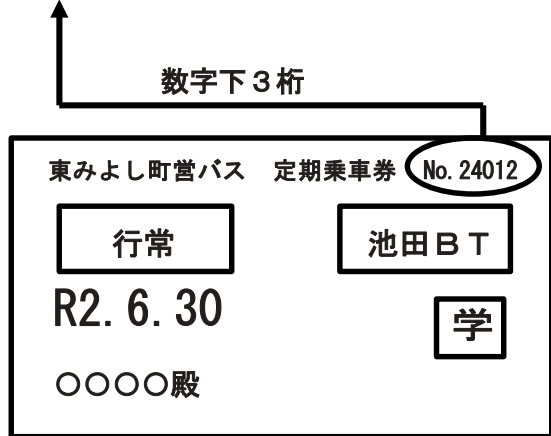 数字下３桁
東みよし町営バス　定期乗車券 No. 24012
行常　池田ＢＴ
R2. 6. 30
学
○○○○殿